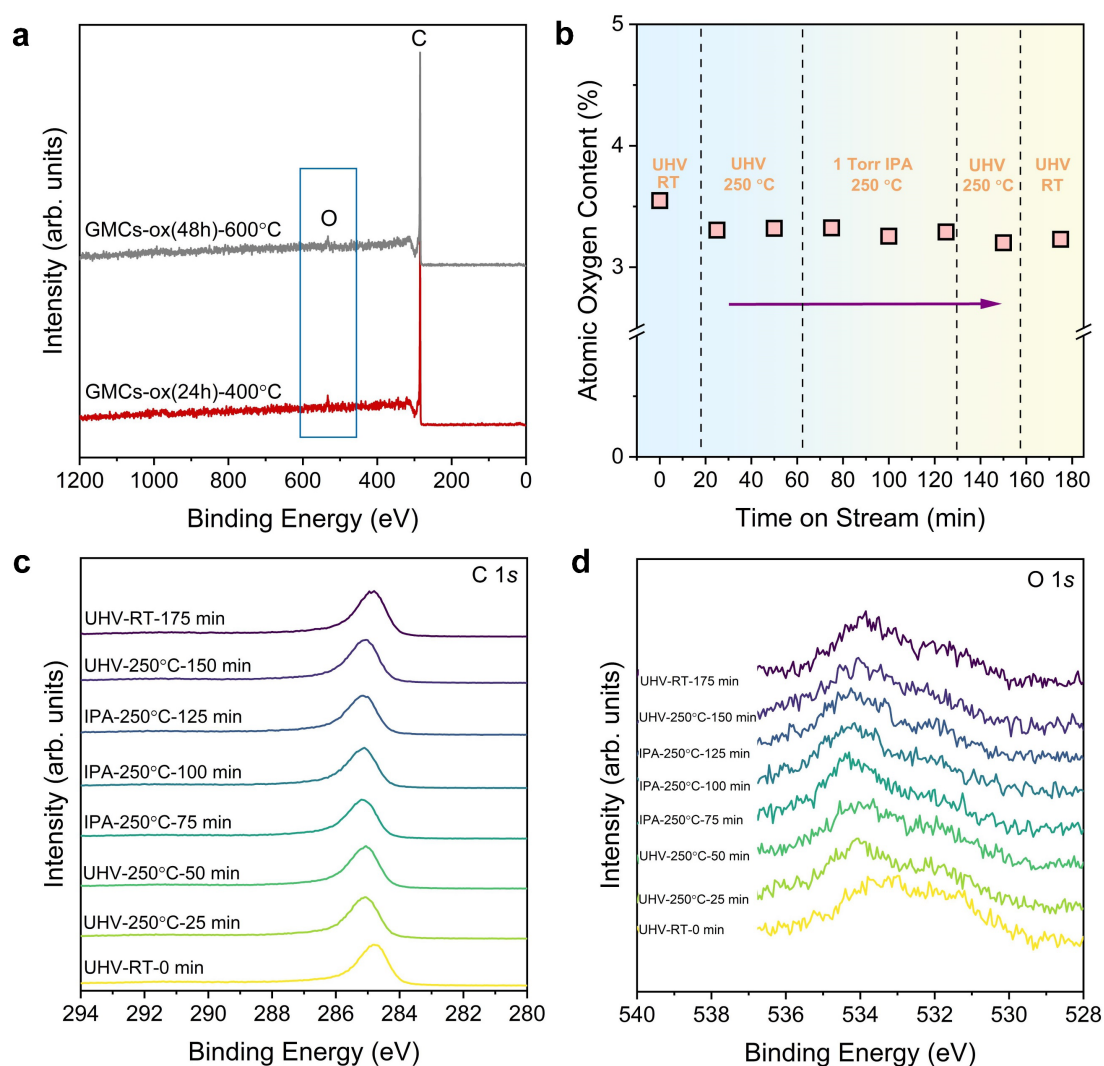 a
C
O
GMCs-ox(48h)-600°C
GMCs-ox(24h)-400°C
Intensity (arb. units)
1200 1000 800 600 400 200 0
Binding Energy (eV)
b
5
4
3
0
Atomic Oxygen Content (%)
UHV
RT
UHV
250 °C
1 Torr IPA
250 °C
UHV
250 °C
UHV
RT
0 20 40 60 80 100 120 140 160 180
Time on Stream (min)
c
C 1s
UHV-RT-175 min
UHV-250°C-150 min
IPA-250°C-125 min
IPA-250°C-100 min
IPA-250°C-75 min
UHV-250°C-50 min
UHV-250°C-25 min
UHV-RT-0 min
Intensity (arb. units)
294 292 290 288 286 284 282 280
Binding Energy (eV)
d
O 1s
UHV-RT-175 min
UHV-250°C-150 min
IPA-250°C-125 min
IPA-250°C-100 min
IPA-250°C-75 min
UHV-250°C-50 min
UHV-250°C-25 min
UHV-RT-0 min
Intensity (arb. units)
540 538 536 534 532 530 528
Binding Energy (eV)